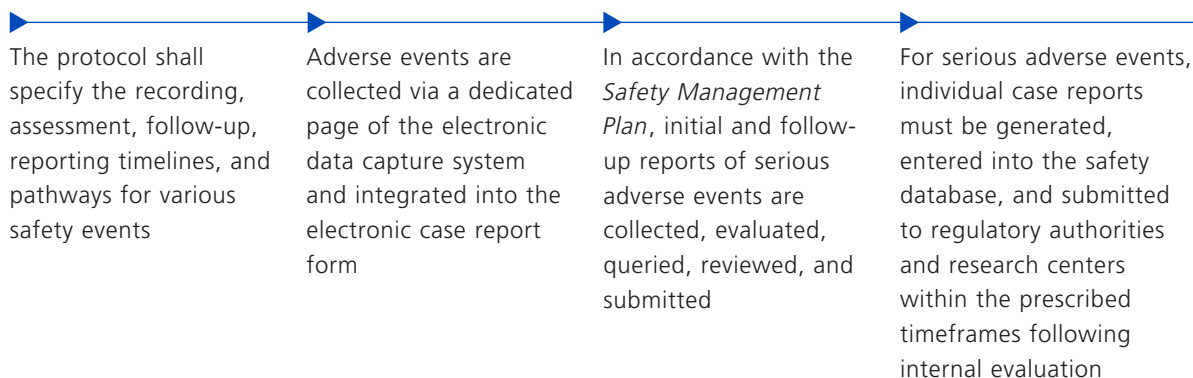 The protocol shall
specify the recording,
assessment, follow-up,
reporting timelines, and
pathways for various
safety events
Adverse events are
collected via a dedicated
page of the electronic
data capture system
and integrated into the
electronic case report
form
In accordance with the
Safety Management
Plan, initial and follow-
up reports of serious
adverse events are
collected, evaluated,
queried, reviewed, and
submitted
For serious adverse events,
individual case reports
must be generated,
entered into the safety
database, and submitted
to regulatory authorities
and research centers
within the prescribed
timeframes following
internal evaluation